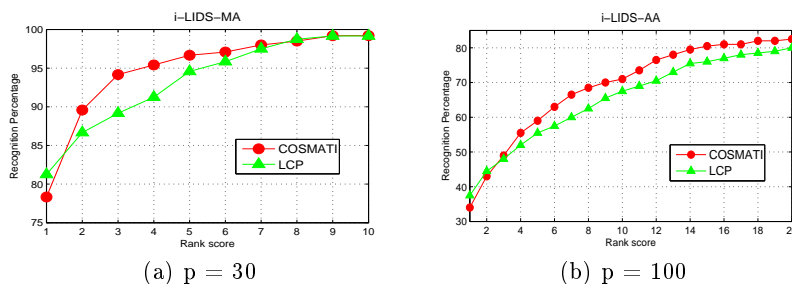 i-LIDS-MA
100
95
90
85
80
75
Recognition Percentage
COSMATI
LCP
1 2 3 4 5 6 7 8 9 10
Rank score
(a) p = 30
i-LIDS-AA
80
70
60
50
40
30
Recognition Percentage
COSMATI
LCP
2 4 6 8 10 12 14 16 18
Rank score
(b) p = 100